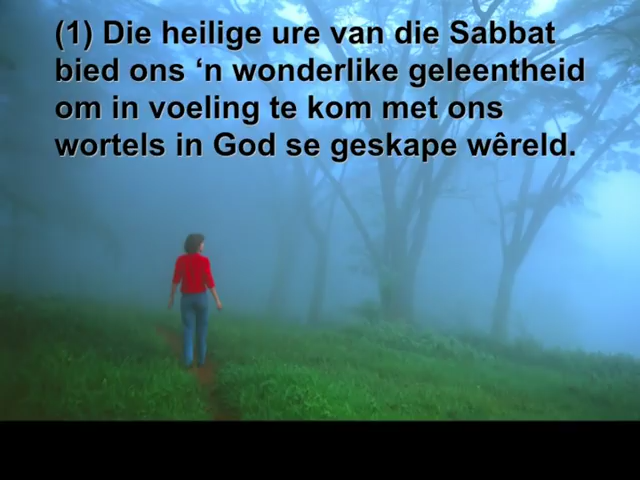 (1) Die heilige ure van die Sabbat
bied ons ‘n wonderlike geleentheid
om in voeling te kom met ons
wortels in God se geskape wêreld.